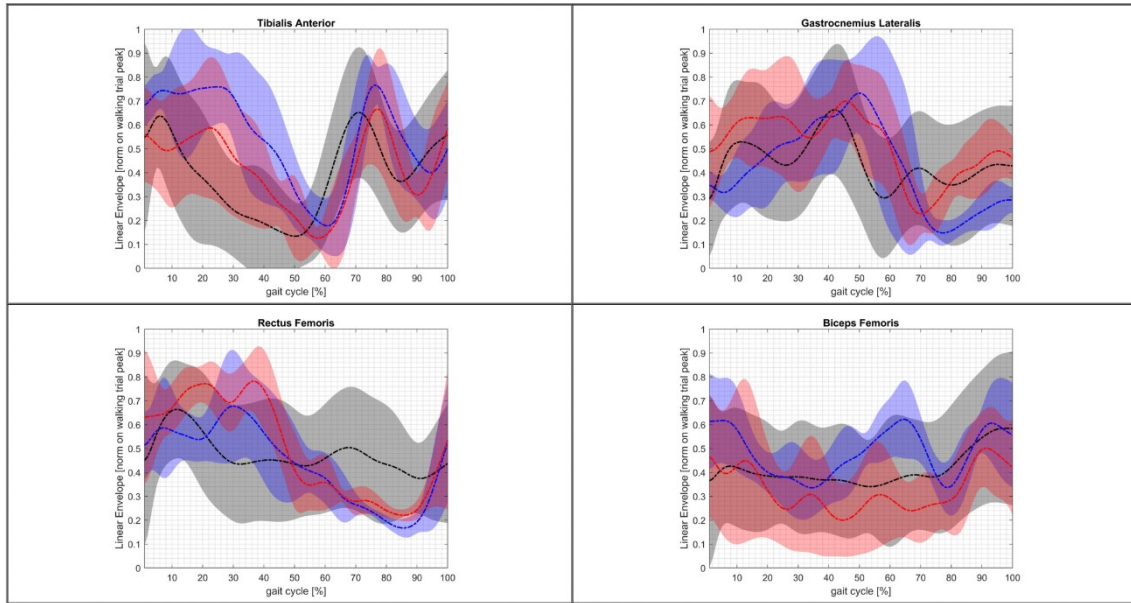 Tibialis Anterior
Linear Envelope [norm on walking trial peak]
1
0.9
0.8
0.7
0.6
0.5
0.4
0.3
0.2
0.1
0
10 20 30 40 50 60 70 80 90 100
gait cycle [%]
Gastrocnemius Lateralis
Linear Envelope [norm on walking trial peak]
1
0.9
0.8
0.7
0.6
0.5
0.4
0.3
0.2
0.1
0
10 20 30 40 50 60 70 80 90 100
gait cycle [%]
Rectus Femoris
Linear Envelope [norm on walking trial peak]
1
0.9
0.8
0.7
0.6
0.5
0.4
0.3
0.2
0.1
0
10 20 30 40 50 60 70 80 90 100
gait cycle [%]
Biceps Femoris
Linear Envelope [norm on walking trial peak]
1
0.9
0.8
0.7
0.6
0.5
0.4
0.3
0.2
0.1
0
10 20 30 40 50 60 70 80 90 100
gait cycle [%]